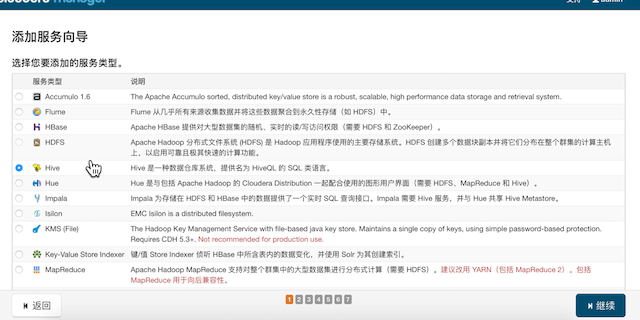 cloudera manager
支持
admin
添加服务向导
选择您要添加的服务类型。
服务类型 说明
Accumulo 1.6 The Apache Accumulo sorted, distributed key/value store is a robust, scalable, high performance data storage and retrieval system.
Flume Flume 从几乎所有来源收集数据并将这些数据聚合到永久性存储（如 HDFS）中。
HBase Apache HBase 提供对大型数据集的随机、实时的读/写访问权限（需要 HDFS 和 ZooKeeper）。
HDFS Apache Hadoop 分布式文件系统 (HDFS) 是 Hadoop 应用程序使用的主要存储系统。HDFS 创建多个数据块副本并将它们分布在整个群集的计算主机
上，以启用可靠且极其快速的计算功能。
Hive Hive 是一种数据仓库系统，提供名为 HiveQL 的 SQL 类语言。
Hue Hue 是与包括 Apache Hadoop 的 Cloudera Distribution 一起配合使用的图形用户界面（需要 HDFS、MapReduce 和 Hive）。
Impala Impala 为存储在 HDFS 和 HBase 中的数据提供了一个实时 SQL 查询接口。Impala 需要 Hive 服务，并与 Hue 共享 Hive Metastore。
Isilon EMC Isilon is a distributed filesystem.
KMS (File) The Hadoop Key Management Service with file-based java key store. Maintains a single copy of keys, using simple password-based protection.
Requires CDH 5.3+. Not recommended for production use.
Key-Value Store Indexer 键/值 Store Indexer 侦听 HBase 中所含表内的数据变化，并使用 Solr 为其创建索引。
MapReduce Apache Hadoop MapReduce 支持对整个群集中的大型数据集进行分布式计算（需要 HDFS）。建议改用 YARN（包括 MapReduce 2）。包括
MapReduce 用于向后兼容性。
返回
1 2 3 4 5 6 7
继续